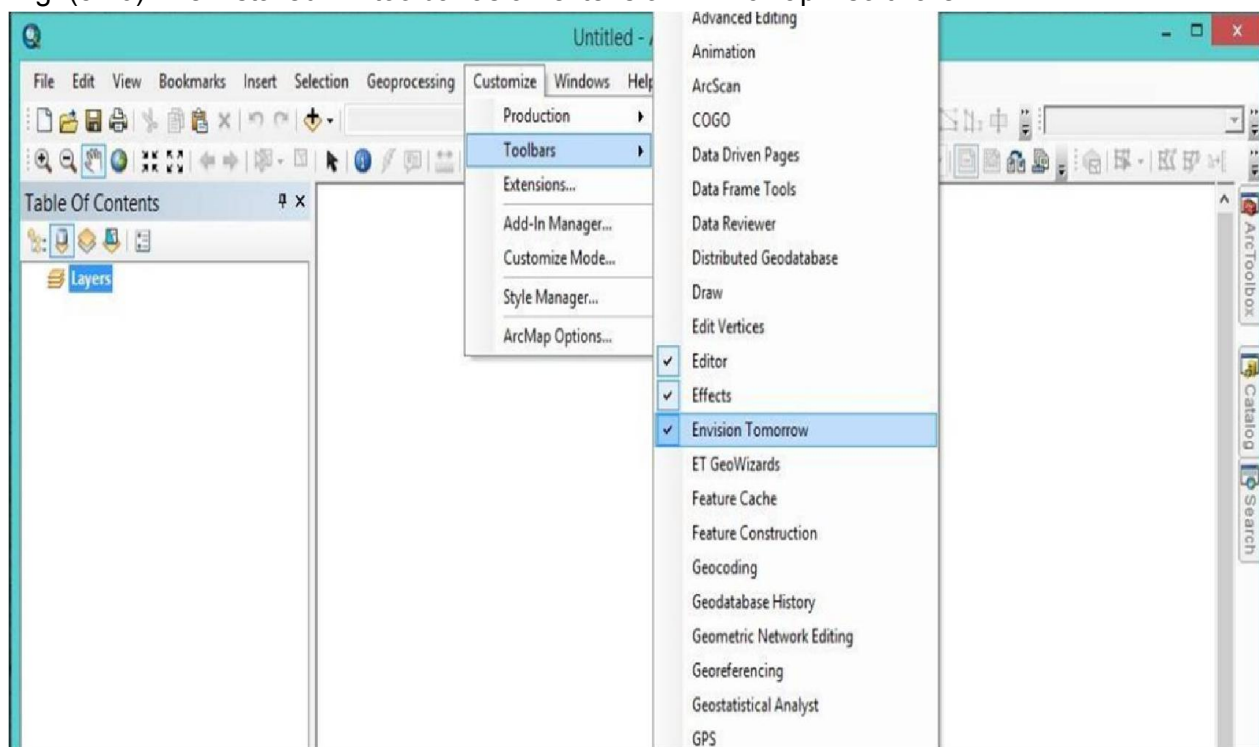 Untitled -
File Edit View Bookmarks Insert Selection Geoprocessing Customize Windows Help
Table Of Contents
Layers
Production
Toolbars
Extensions...
Add-In Manager...
Customize Mode...
Style Manager...
ArcMap Options...
Advanced Editing
Animation
ArcScan
COGO
Data Driven Pages
Data Frame Tools
Data Reviewer
Distributed Geodatabase
Draw
Edit Vertices
Editor
Effects
Envision Tomorrow
ET GeoWizards
Feature Cache
Feature Construction
Geocoding
Geodatabase History
Geometric Network Editing
Georeferencing
Geostatistical Analyst
GPS
ArcToolbox
Catalog
Search